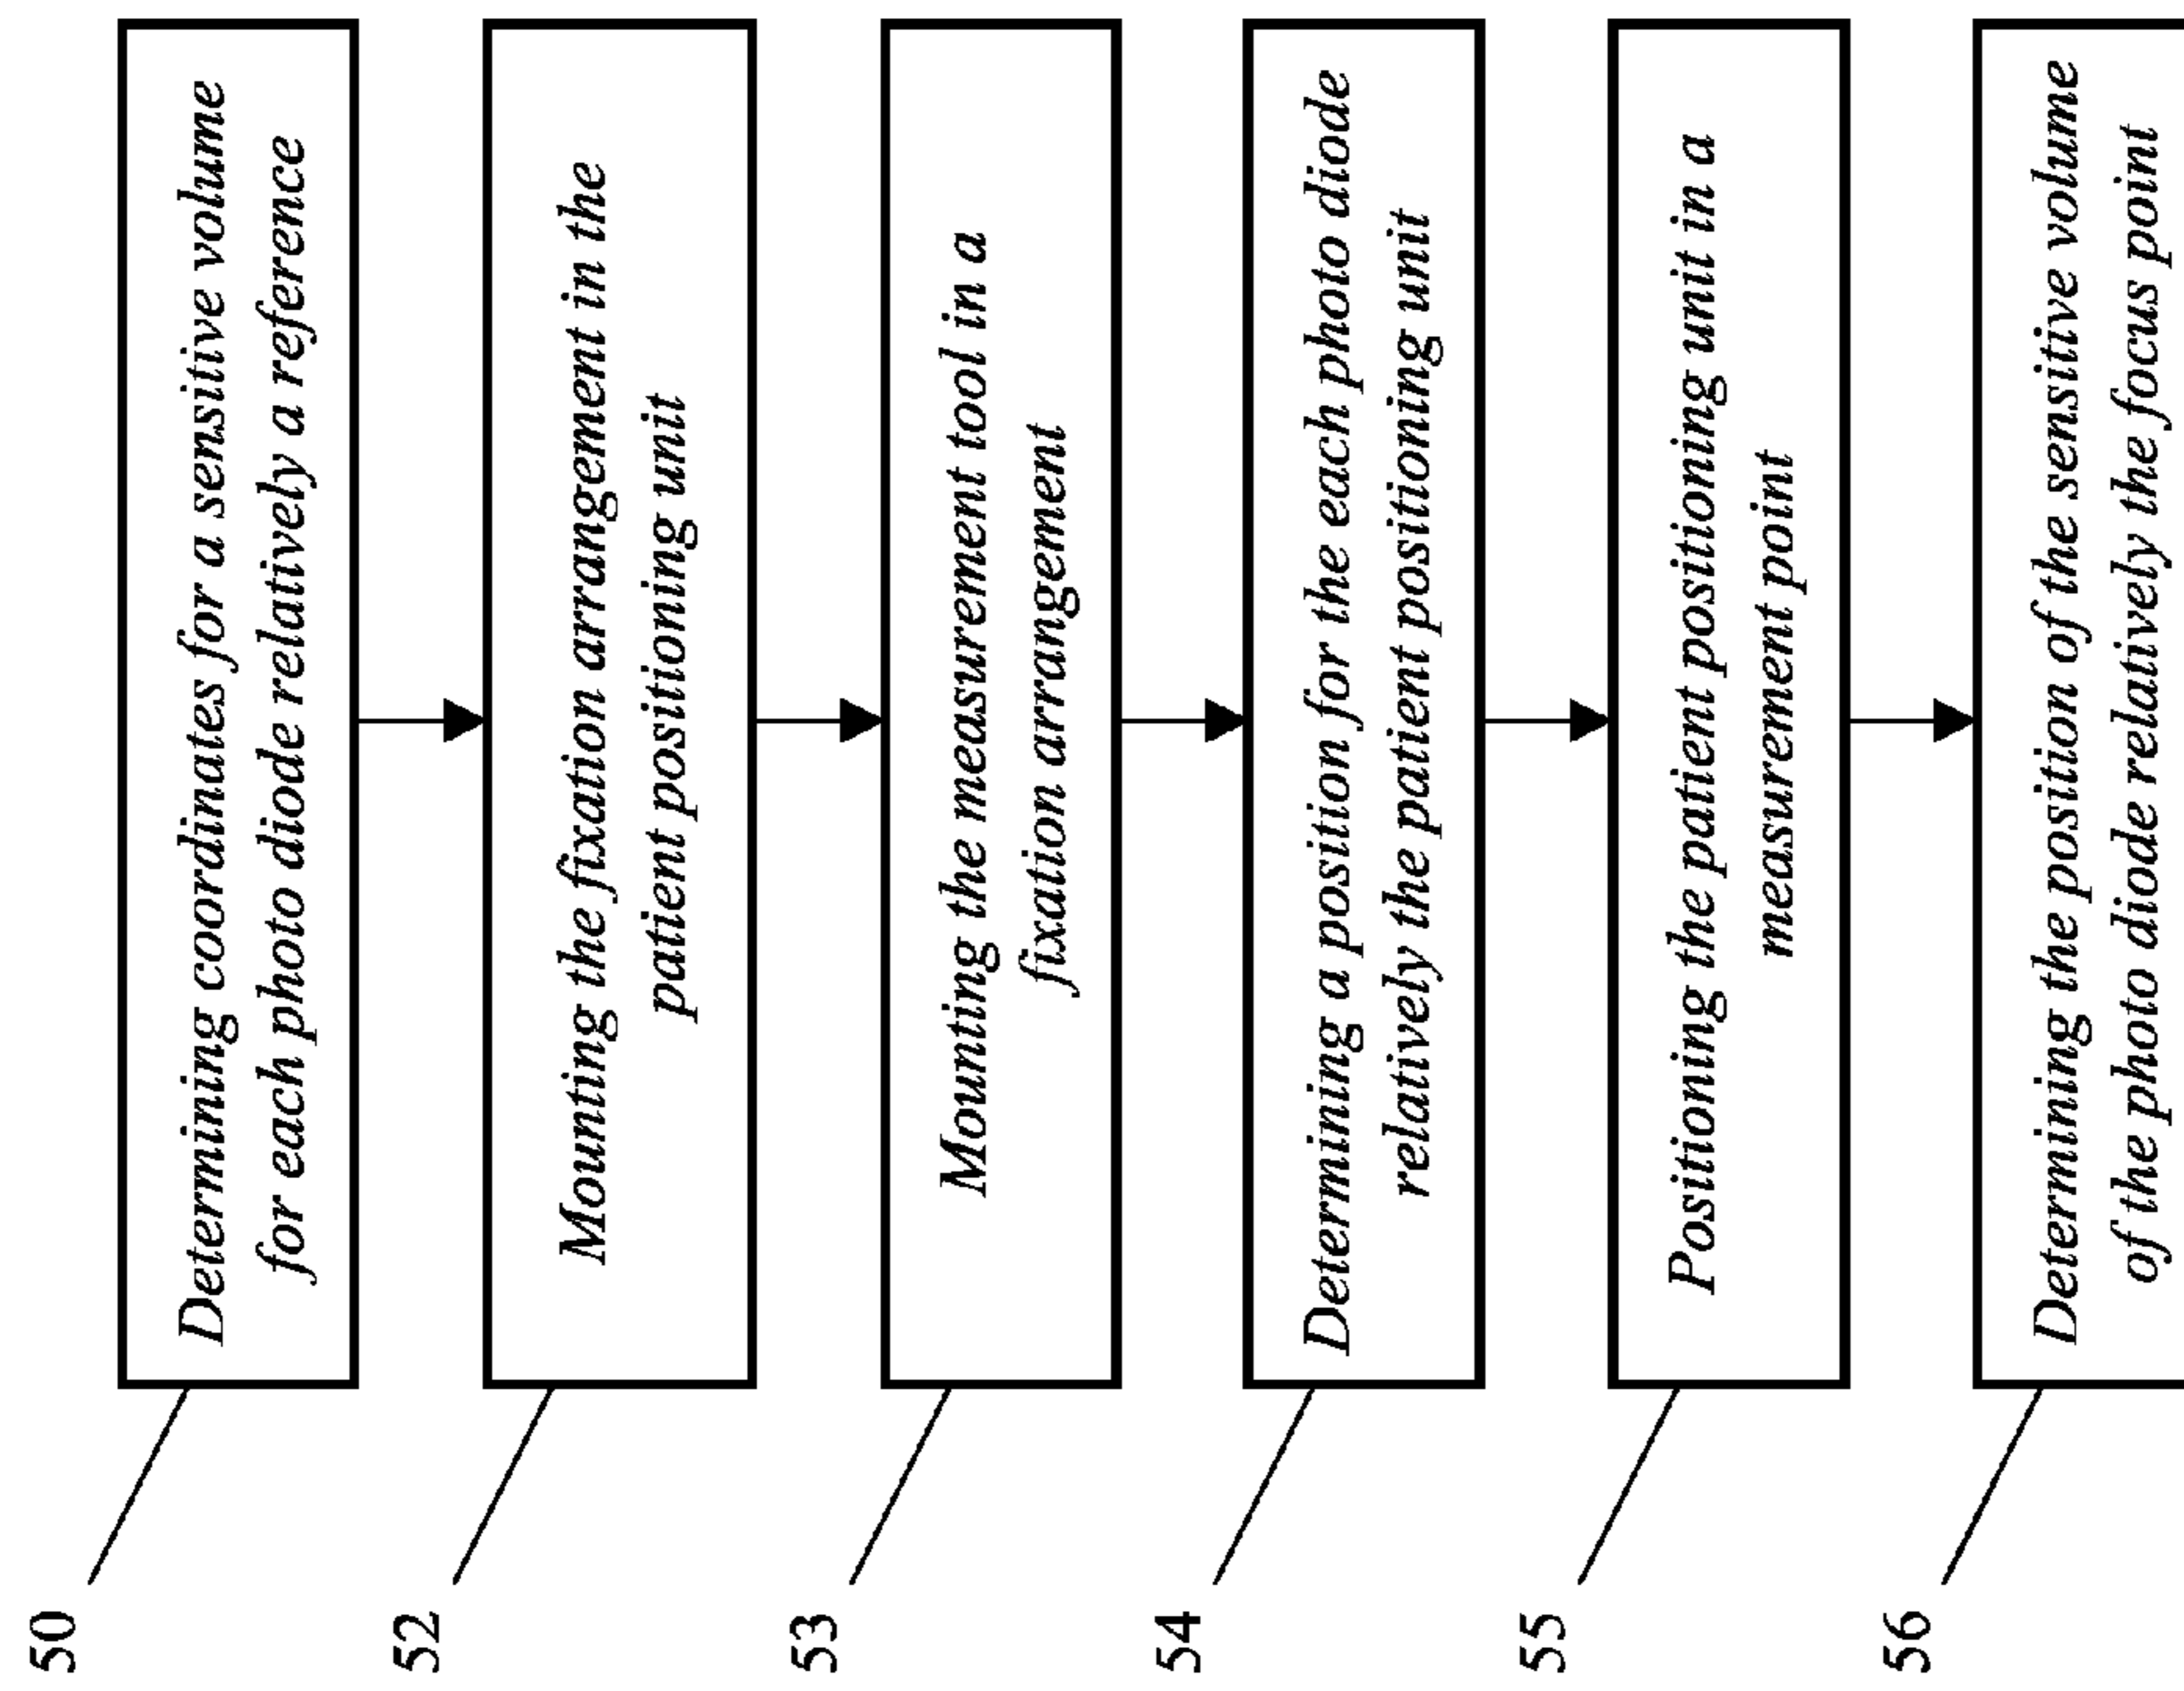 50
Determining coordinates for a sensitive volume
for each photo diode relatively a reference
52
Mounting the fixation arrangement in the
patient positioning unit
53
Mounting the measurement tool in a
fixation arrangement
54
Determining a position for the each photo diode
relatively the patient positioning unit
55
Positioning the patient positioning unit in a
measurement point
56
Determining the position of the sensitive volume
of the photo diode relatively the focus point